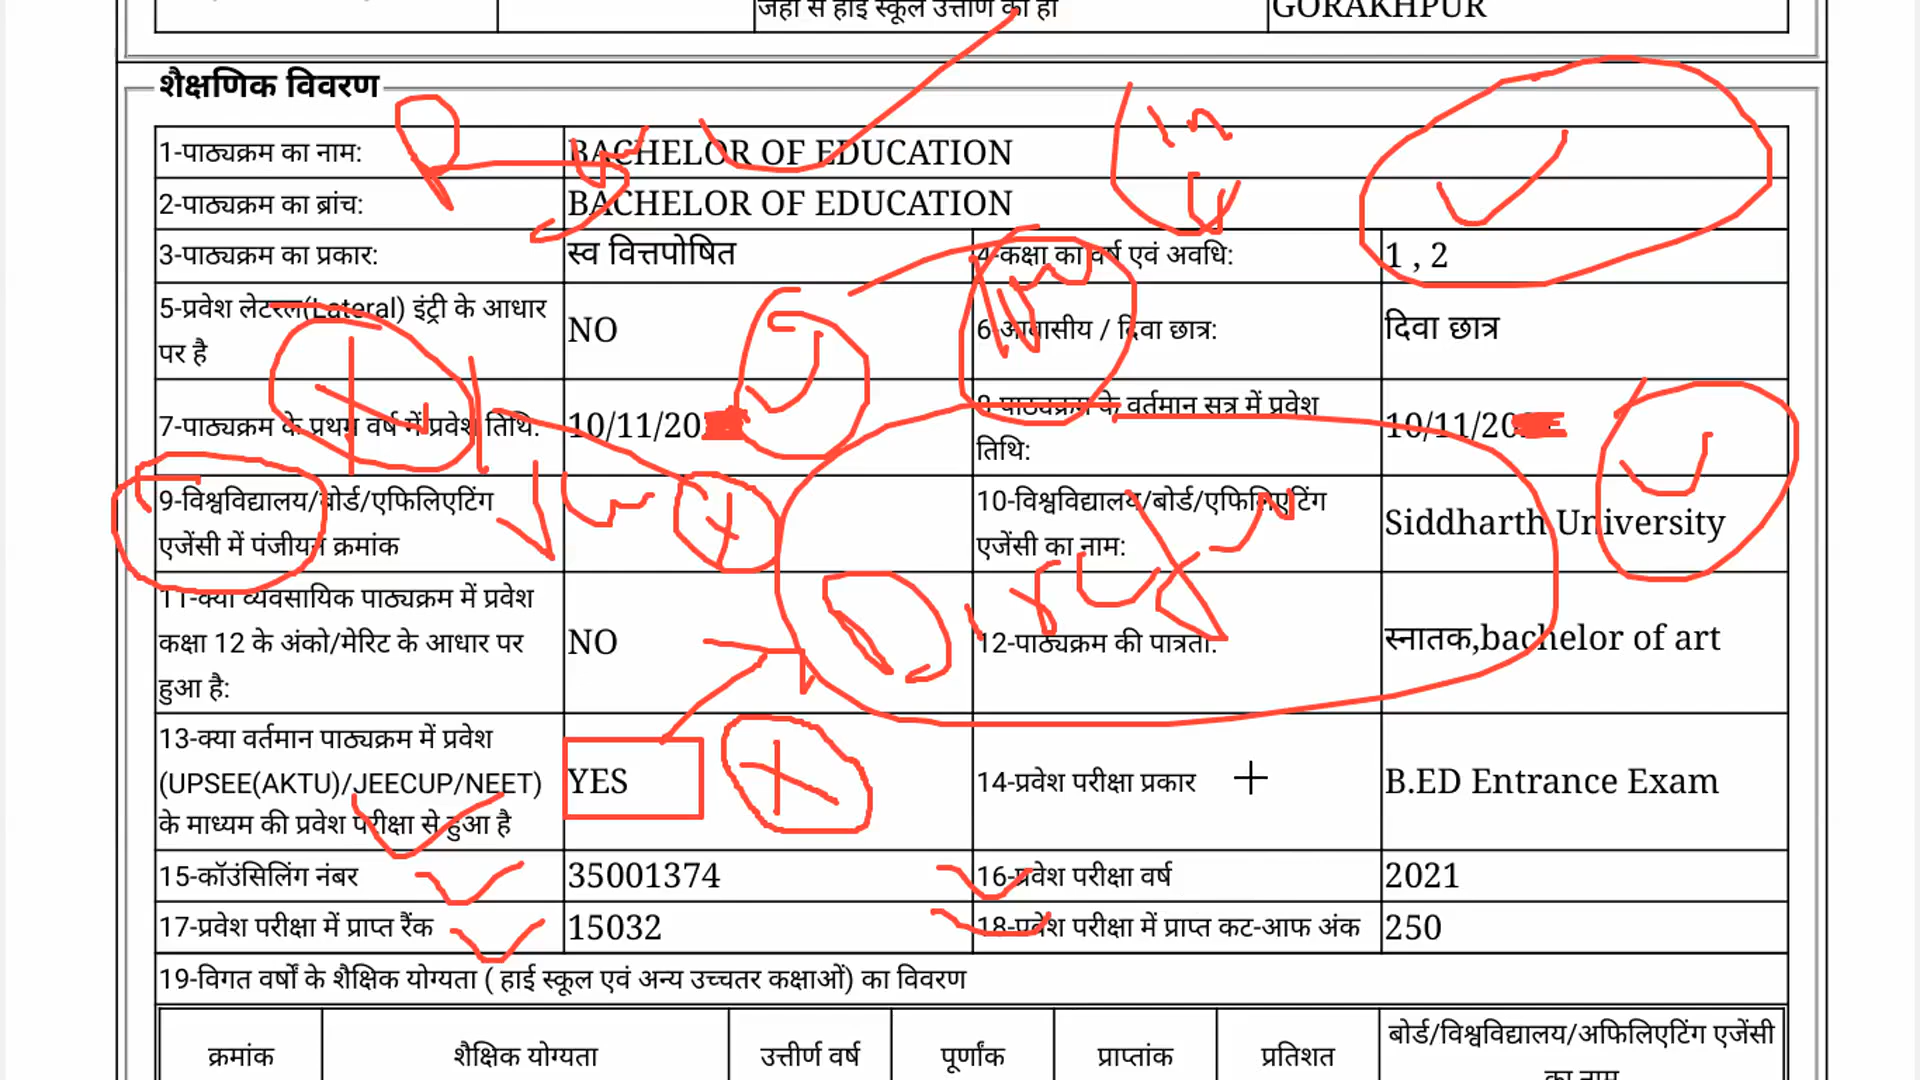 जहां से हाई स्कूल उत्तीर्ण की हो GORAKHPUR
शैक्षणिक विवरण
1-पाठ्यक्रम का नाम: BACHELOR OF EDUCATION
2-पाठ्यक्रम का ब्रांच: BACHELOR OF EDUCATION
3-पाठ्यक्रम का प्रकार: स्व वित्तपोषित 4-कक्षा का वर्ष एवं अवधि: 1 , 2
5-प्रवेश लेटरल(Lateral) इंट्री के आधार
पर है
NO
6-आवासीय / दिवा छात्र: दिवा छात्र
7-पाठ्यक्रम के प्रथम वर्ष में प्रवेश तिथि: 10/11/20
8-पाठ्यक्रम के वर्तमान सत्र में प्रवेश
तिथि:
10/11/20
9-विश्वविद्यालय/बोर्ड/एफिलिएटिंग
एजेंसी में पंजीयन क्रमांक
10-विश्वविद्यालय/बोर्ड/एफिलिएटिंग
एजेंसी का नाम:
Siddharth University
11-क्या व्यवसायिक पाठ्यक्रम में प्रवेश
कक्षा 12 के अंको/मेरिट के आधार पर
हुआ है:
NO
12-पाठ्यक्रम की पात्रता: स्नातक,bachelor of art
13-क्या वर्तमान पाठ्यक्रम में प्रवेश
(UPSEE(AKTU)/JEECUP/NEET)
के माध्यम की प्रवेश परीक्षा से हुआ है
YES
14-प्रवेश परीक्षा प्रकार B.ED Entrance Exam
15-कॉउंसिलिंग नंबर 35001374 16-प्रवेश परीक्षा वर्ष 2021
17-प्रवेश परीक्षा में प्राप्त रैंक 15032 18-प्रवेश परीक्षा में प्राप्त कट-आफ अंक 250
19-विगत वर्षों के शैक्षिक योग्यता ( हाई स्कूल एवं अन्य उच्चतर कक्षाओं) का विवरण
क्रमांक शैक्षिक योग्यता उत्तीर्ण वर्ष पूर्णांक प्राप्तांक प्रतिशत बोर्ड/विश्वविद्यालय/अफिलिएटिंग एजेंसी
का नाम